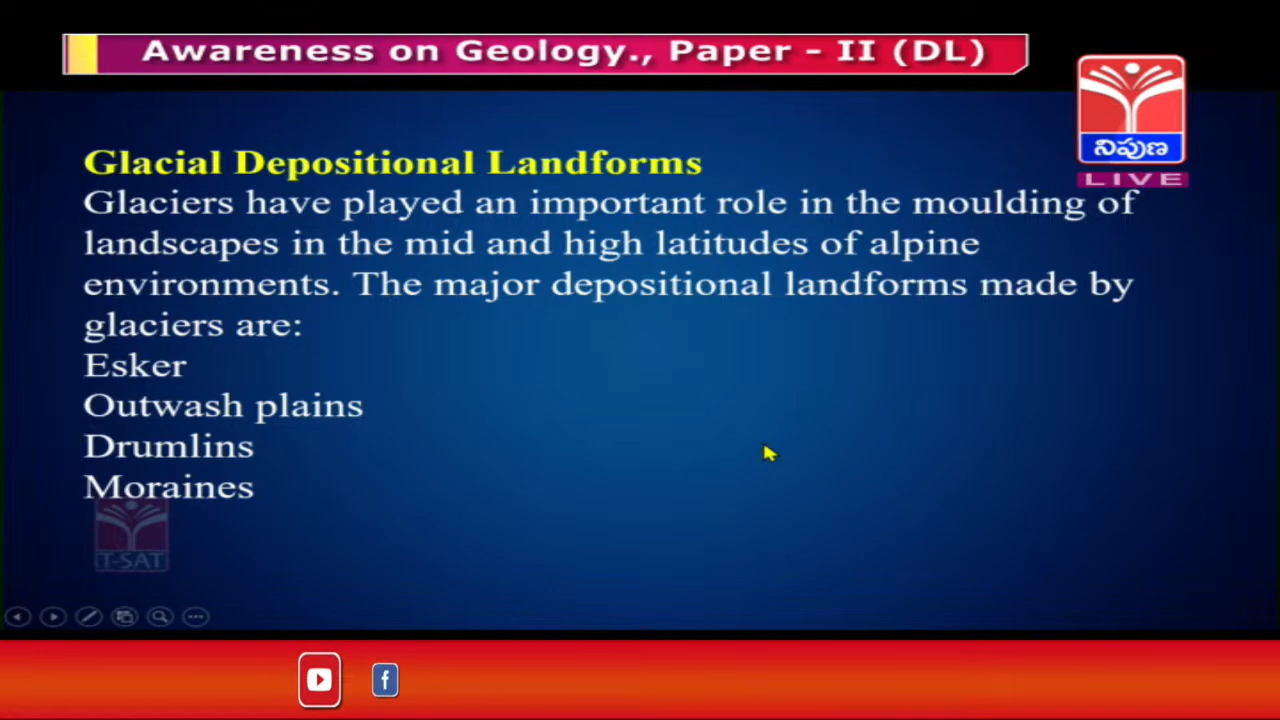 Awareness on Geology., Paper - II (DL)
నిపుణ
LIVE
Glacial Depositional Landforms
Glaciers have played an important role in the moulding of
landscapes in the mid and high latitudes of alpine
environments. The major depositional landforms made by
glaciers are:
Esker
Outwash plains
Drumlins
Moraines
T-SAT